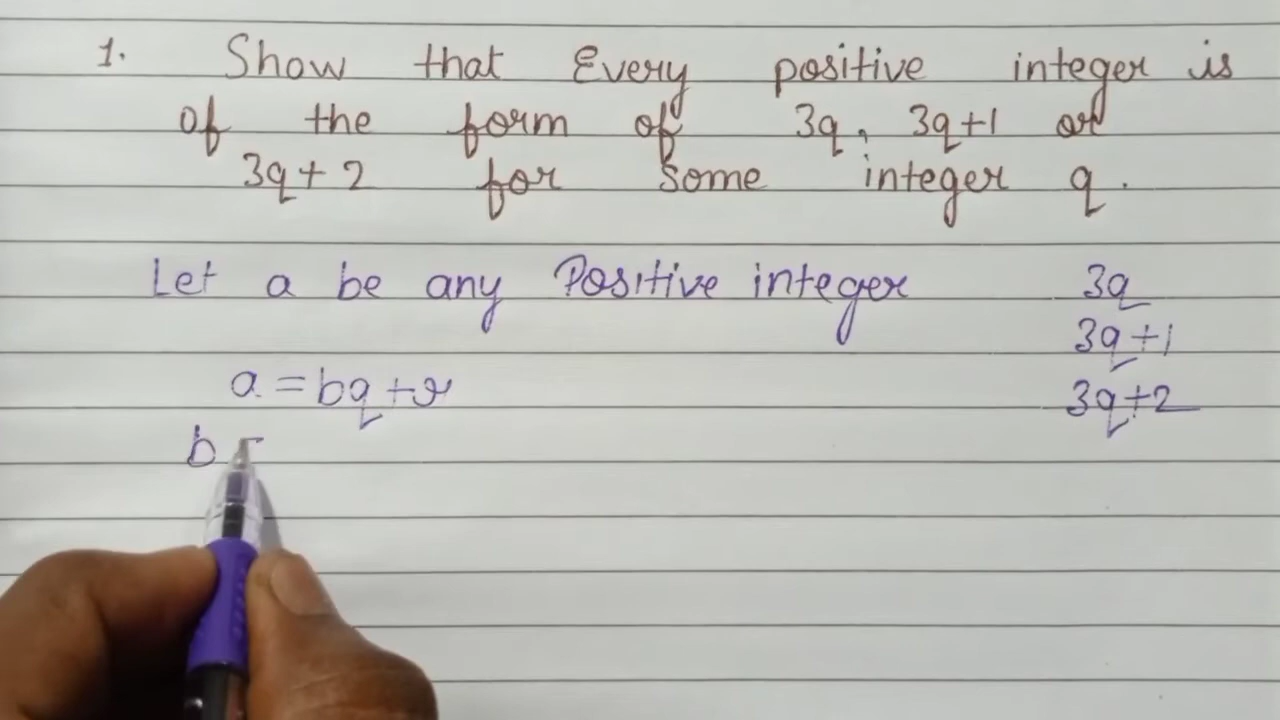 1. Show that Every positive integer is
of the form of 3q, 3q+1 or
3q+2 for some integer q.
Let a be any Positive integer
3q
3q+1
a = bq+r
3q+2
b =